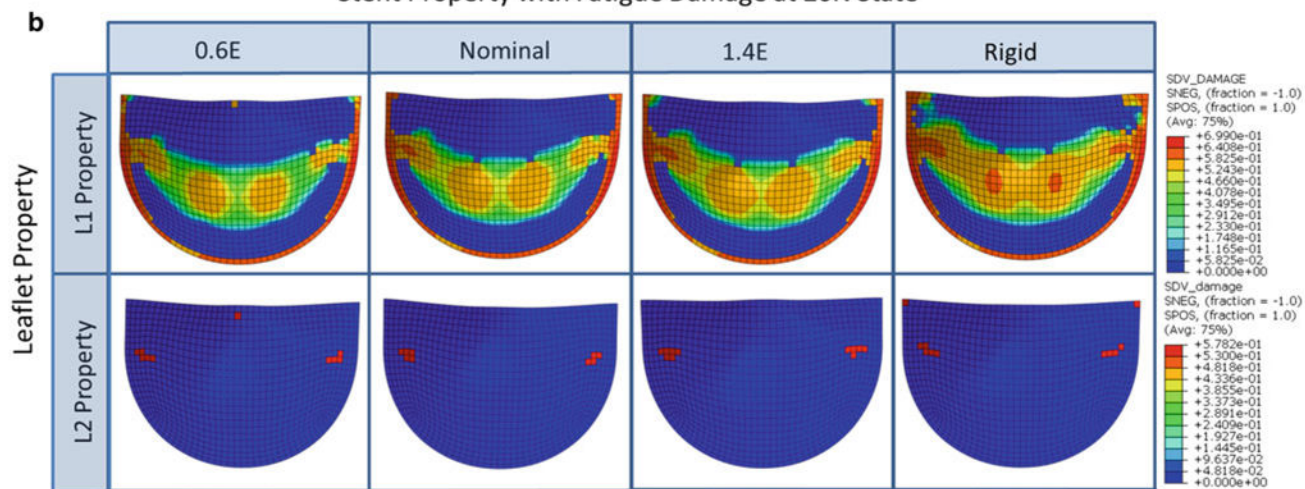 b
0.6E
Nominal
1.4E
Rigid
Leaflet Property
L1 Property
SDV_DAMAGE
SNEG, (fraction = -1.0)
SPOS, (fraction = 1.0)
(Avg: 75%)
+6.990e-01
+6.408e-01
+5.825e-01
+5.243e-01
+4.660e-01
+4.078e-01
+3.495e-01
+2.912e-01
+2.330e-01
+1.748e-01
+1.165e-01
+5.825e-02
+0.000e+00
L2 Property
SDV_damage
SNEG, (fraction = -1.0)
SPOS, (fraction = 1.0)
(Avg: 75%)
+5.782e-01
+5.300e-01
+4.818e-01
+4.336e-01
+3.855e-01
+3.373e-01
+2.891e-01
+2.409e-01
+1.927e-01
+1.445e-01
+9.637e-02
+4.818e-02
+0.000e+00